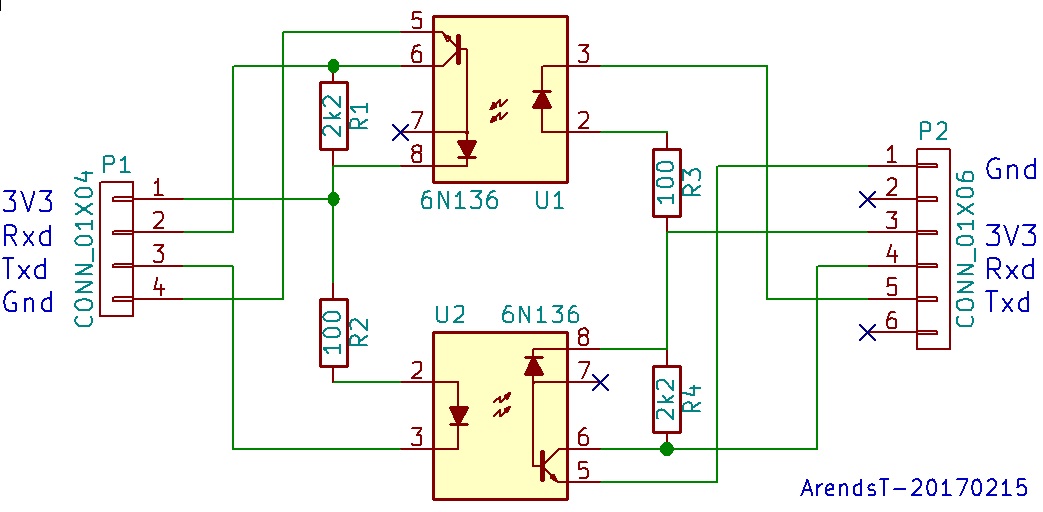 5
6
7
8
3
2
R1
2k2
6N136 U1
R3
100
P1
CONN_01X04
3V3 1
Rxd 2
Txd 3
Gnd 4
P2
CONN_01X06
1 Gnd
2
3 3V3
4 Rxd
5 Txd
6
R2
100
U2 6N136
2
3
8
7
6
5
R4
2k2
ArendsT-20170215